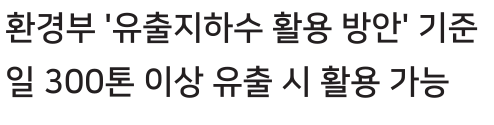 환경부 '유출지하수 활용 방안' 기준
일 300톤 이상 유출 시 활용 가능